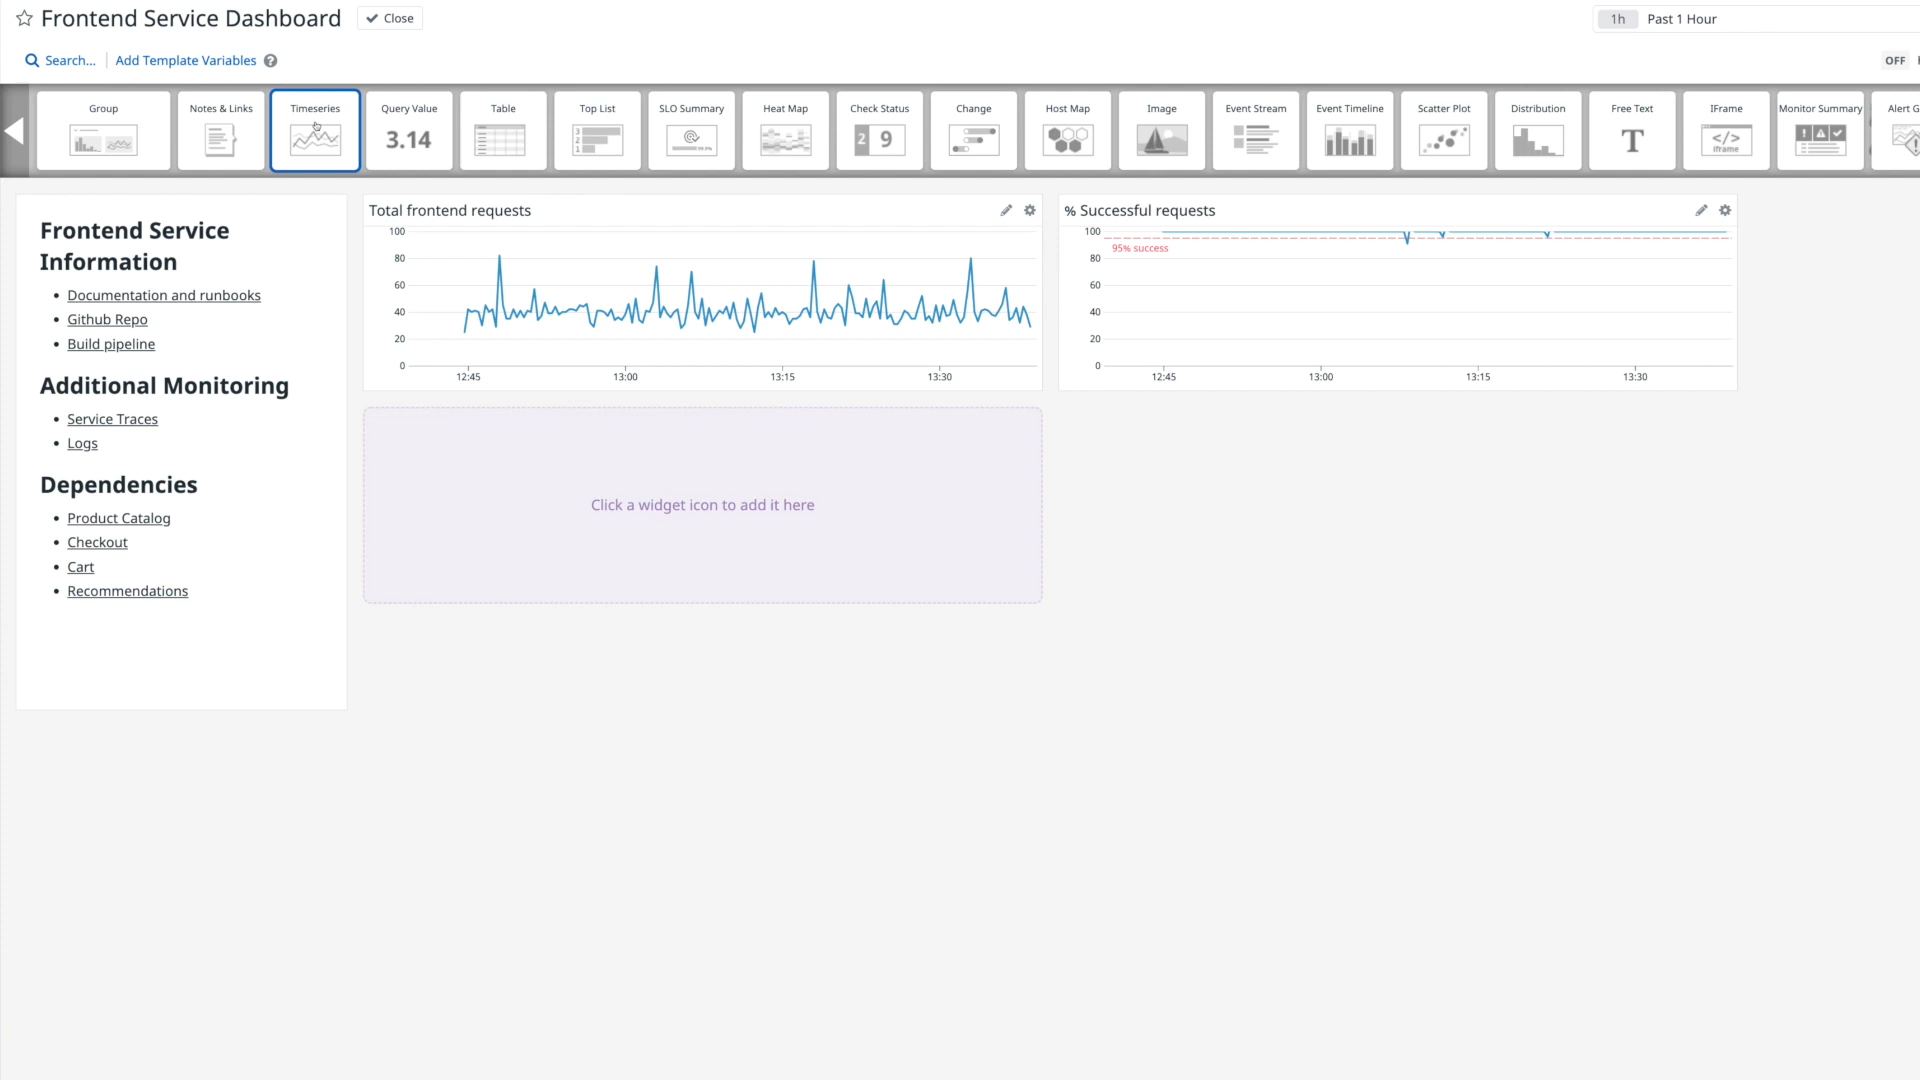 Frontend Service Dashboard
Close
1h Past 1 Hour
Search... Add Template Variables ?
OFF
Group
Notes & Links
Timeseries
Query Value
3.14
Table
Top List
3
2
1
SLO Summary
Heat Map
Check Status
2 9
Change
Host Map
Image
Event Stream
Event Timeline
Scatter Plot
Distribution
Free Text
T
IFrame
</>
iframe
Monitor Summary
Alert G
Frontend Service
Information
• Documentation and runbooks
• Github Repo
• Build pipeline
Additional Monitoring
• Service Traces
• Logs
Dependencies
• Product Catalog
• Checkout
• Cart
• Recommendations
Total frontend requests
100
80
60
40
20
0
12:45 13:00 13:15 13:30
% Successful requests
100
95% success
80
60
40
20
0
12:45 13:00 13:15 13:30
Click a widget icon to add it here